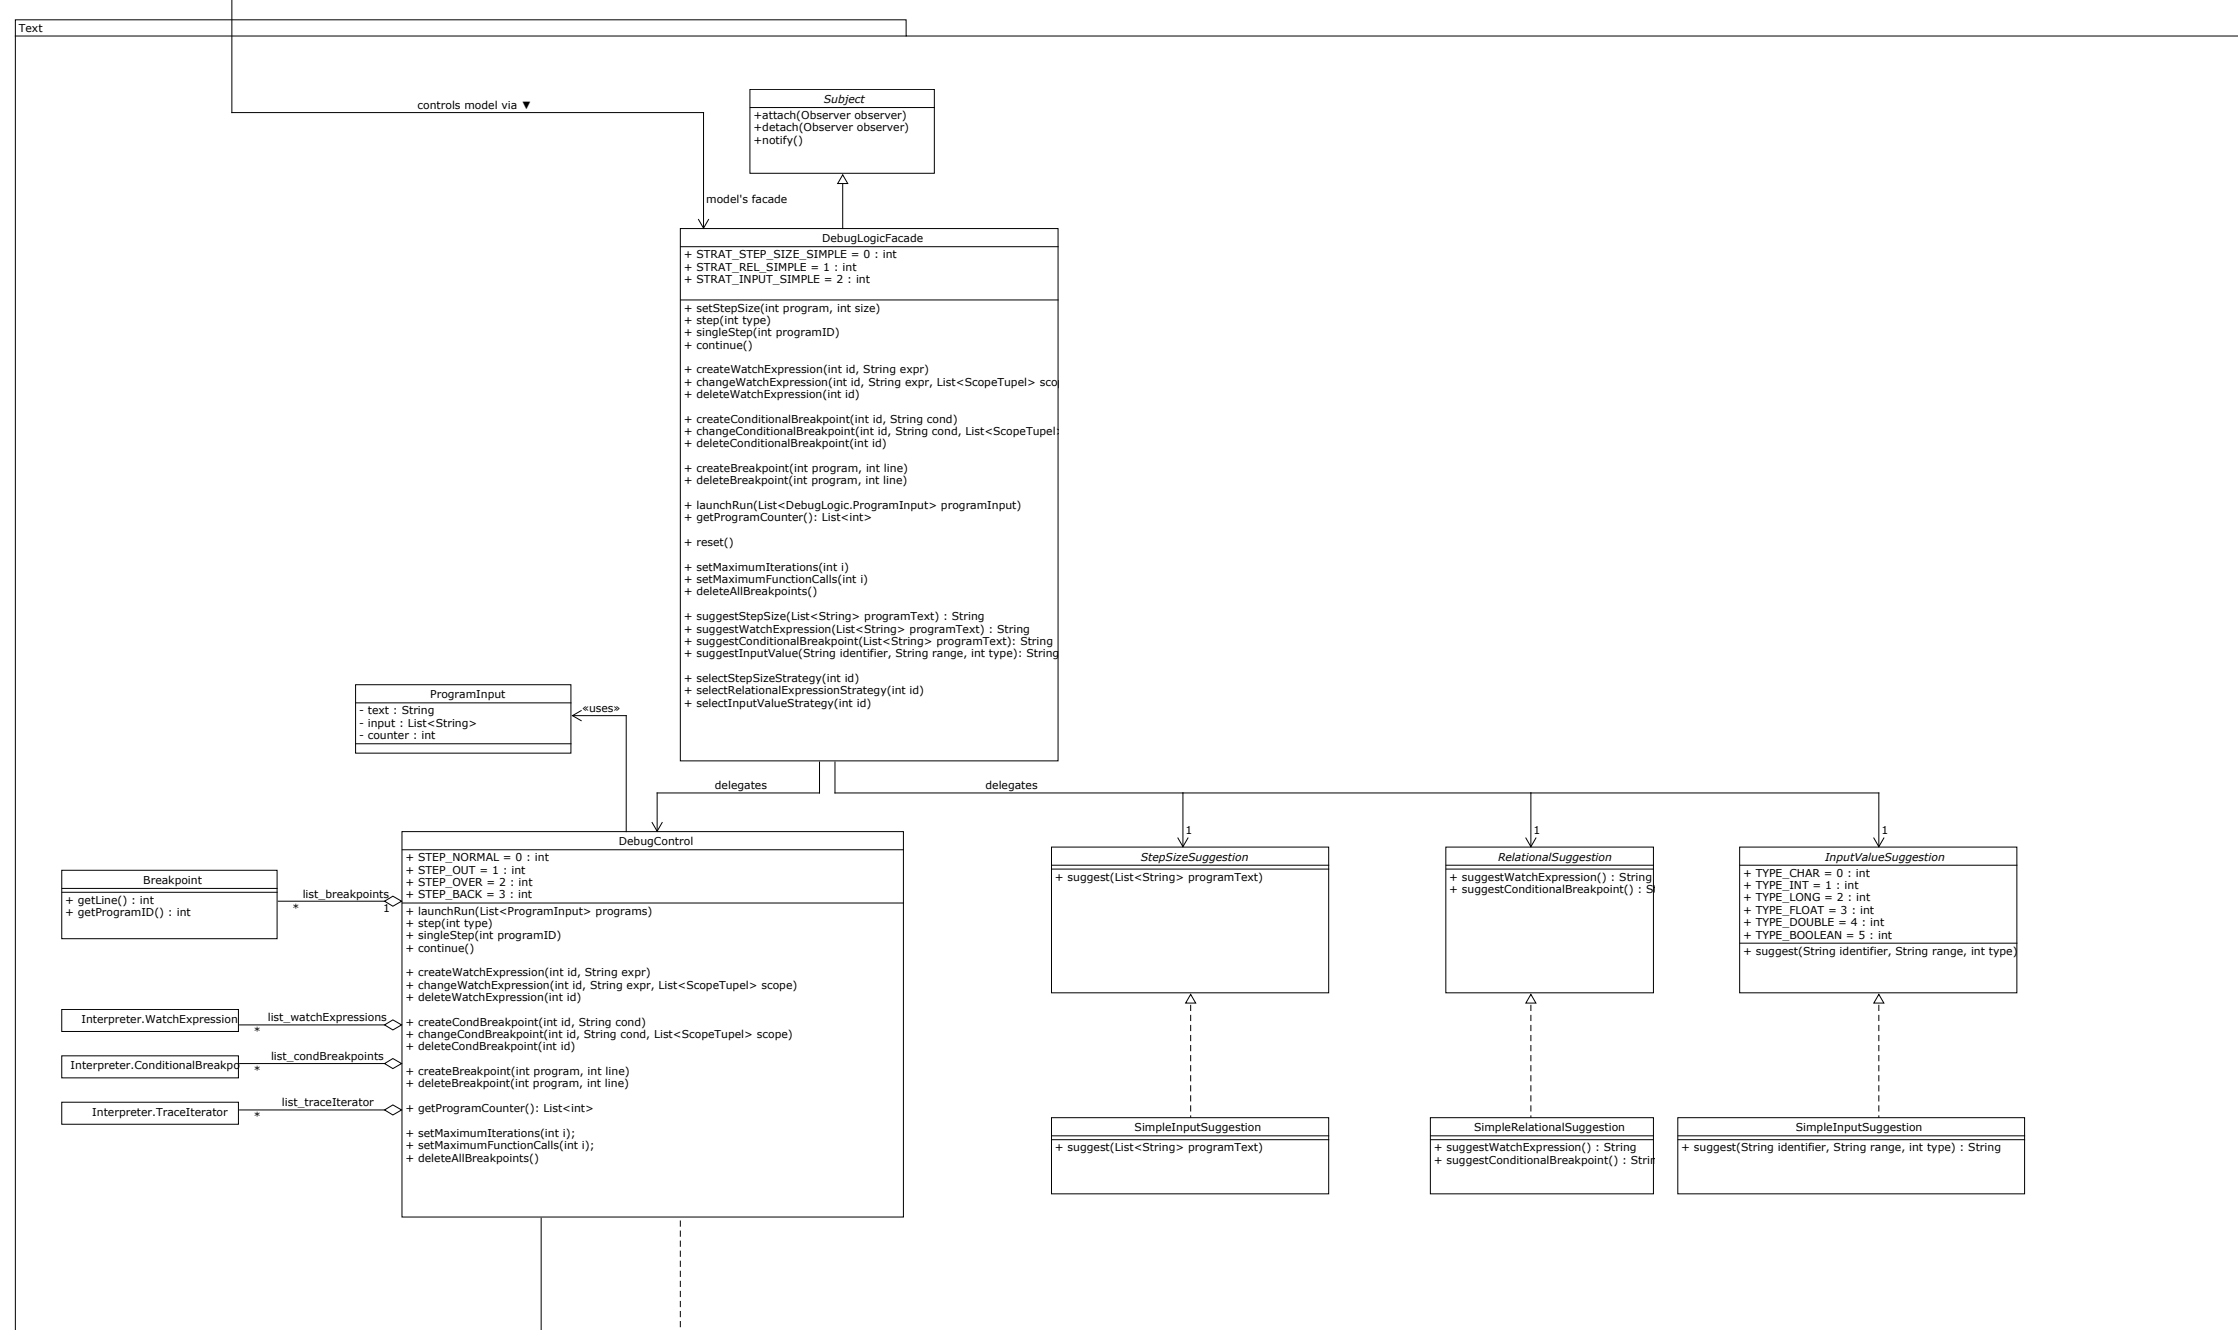 Text
controls model via ▼
Subject
+attach(Observer observer)
+detach(Observer observer)
+notify()
model's facade
DebugLogicFacade
+ STRAT_STEP_SIZE_SIMPLE = 0 : int
+ STRAT_REL_SIMPLE = 1 : int
+ STRAT_INPUT_SIMPLE = 2 : int
+ setStepSize(int program, int size)
+ step(int type)
+ singleStep(int programID)
+ continue()
+ createWatchExpression(int id, String expr)
+ changeWatchExpression(int id, String expr, List<ScopeTupel> sco
+ deleteWatchExpression(int id)
+ createConditionalBreakpoint(int id, String cond)
+ changeConditionalBreakpoint(int id, String cond, List<ScopeTupel>
+ deleteConditionalBreakpoint(int id)
+ createBreakpoint(int program, int line)
+ deleteBreakpoint(int program, int line)
+ launchRun(List<DebugLogic.ProgramInput> programInput)
+ getProgramCounter(): List<int>
+ reset()
+ setMaximumIterations(int i)
+ setMaximumFunctionCalls(int i)
+ deleteAllBreakpoints()
+ suggestStepSize(List<String> programText) : String
+ suggestWatchExpression(List<String> programText) : String
+ suggestConditionalBreakpoint(List<String> programText): String
+ suggestInputValue(String identifier, String range, int type): String
+ selectStepSizeStrategy(int id)
+ selectRelationalExpressionStrategy(int id)
+ selectInputValueStrategy(int id)
ProgramInput
- text : String
- input : List<String>
- counter : int
«uses»
delegates
delegates
DebugControl
+ STEP_NORMAL = 0 : int
+ STEP_OUT = 1 : int
+ STEP_OVER = 2 : int
+ STEP_BACK = 3 : int
+ launchRun(List<ProgramInput> programs)
+ step(int type)
+ singleStep(int programID)
+ continue()
+ createWatchExpression(int id, String expr)
+ changeWatchExpression(int id, String expr, List<ScopeTupel> scope)
+ deleteWatchExpression(int id)
+ createCondBreakpoint(int id, String cond)
+ changeCondBreakpoint(int id, String cond, List<ScopeTupel> scope)
+ deleteCondBreakpoint(int id)
+ createBreakpoint(int program, int line)
+ deleteBreakpoint(int program, int line)
+ getProgramCounter(): List<int>
+ setMaximumIterations(int i);
+ setMaximumFunctionCalls(int i);
+ deleteAllBreakpoints()
Breakpoint
+ getLine() : int
+ getProgramID() : int
list_breakpoints
*
1
Interpreter.WatchExpression
list_watchExpressions
*
Interpreter.ConditionalBreakpo
list_condBreakpoints
*
Interpreter.TraceIterator
list_traceIterator
*
1
StepSizeSuggestion
+ suggest(List<String> programText)
1
RelationalSuggestion
+ suggestWatchExpression() : String
+ suggestConditionalBreakpoint() : S
1
InputValueSuggestion
+ TYPE_CHAR = 0 : int
+ TYPE_INT = 1 : int
+ TYPE_LONG = 2 : int
+ TYPE_FLOAT = 3 : int
+ TYPE_DOUBLE = 4 : int
+ TYPE_BOOLEAN = 5 : int
+ suggest(String identifier, String range, int type)
SimpleInputSuggestion
+ suggest(List<String> programText)
SimpleRelationalSuggestion
+ suggestWatchExpression() : String
+ suggestConditionalBreakpoint() : Strin
SimpleInputSuggestion
+ suggest(String identifier, String range, int type) : String